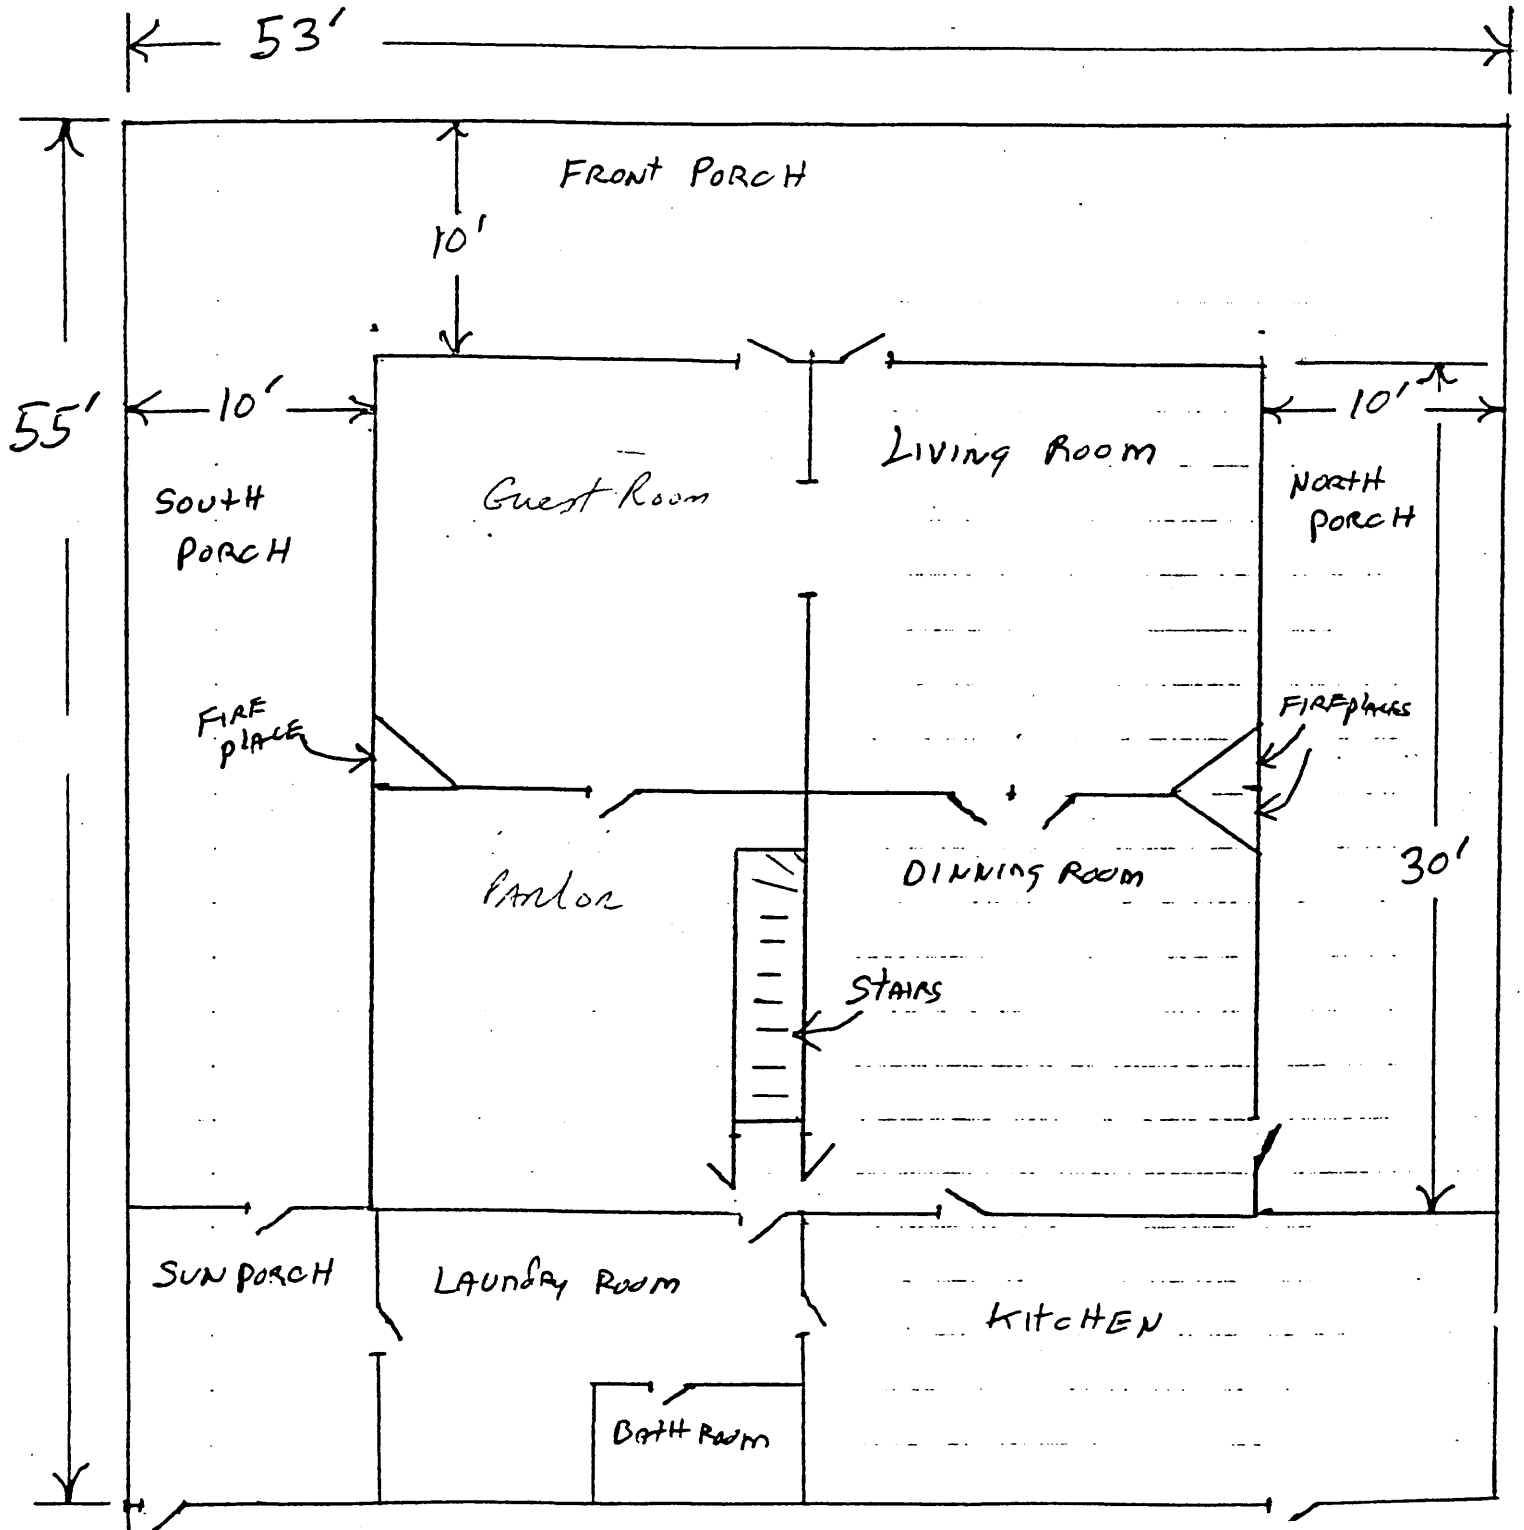 53'
FRONT PORCH
10'
55'
10'
10'
LIVING ROOM
Guest Room
SOUTH
PORCH
NORTH
PORCH
FIRE
PLACE
FIREPLACES
30'
PARLOR
DINNING ROOM
STAIRS
SUN PORCH
LAUNDRY ROOM
KITCHEN
BATH ROOM